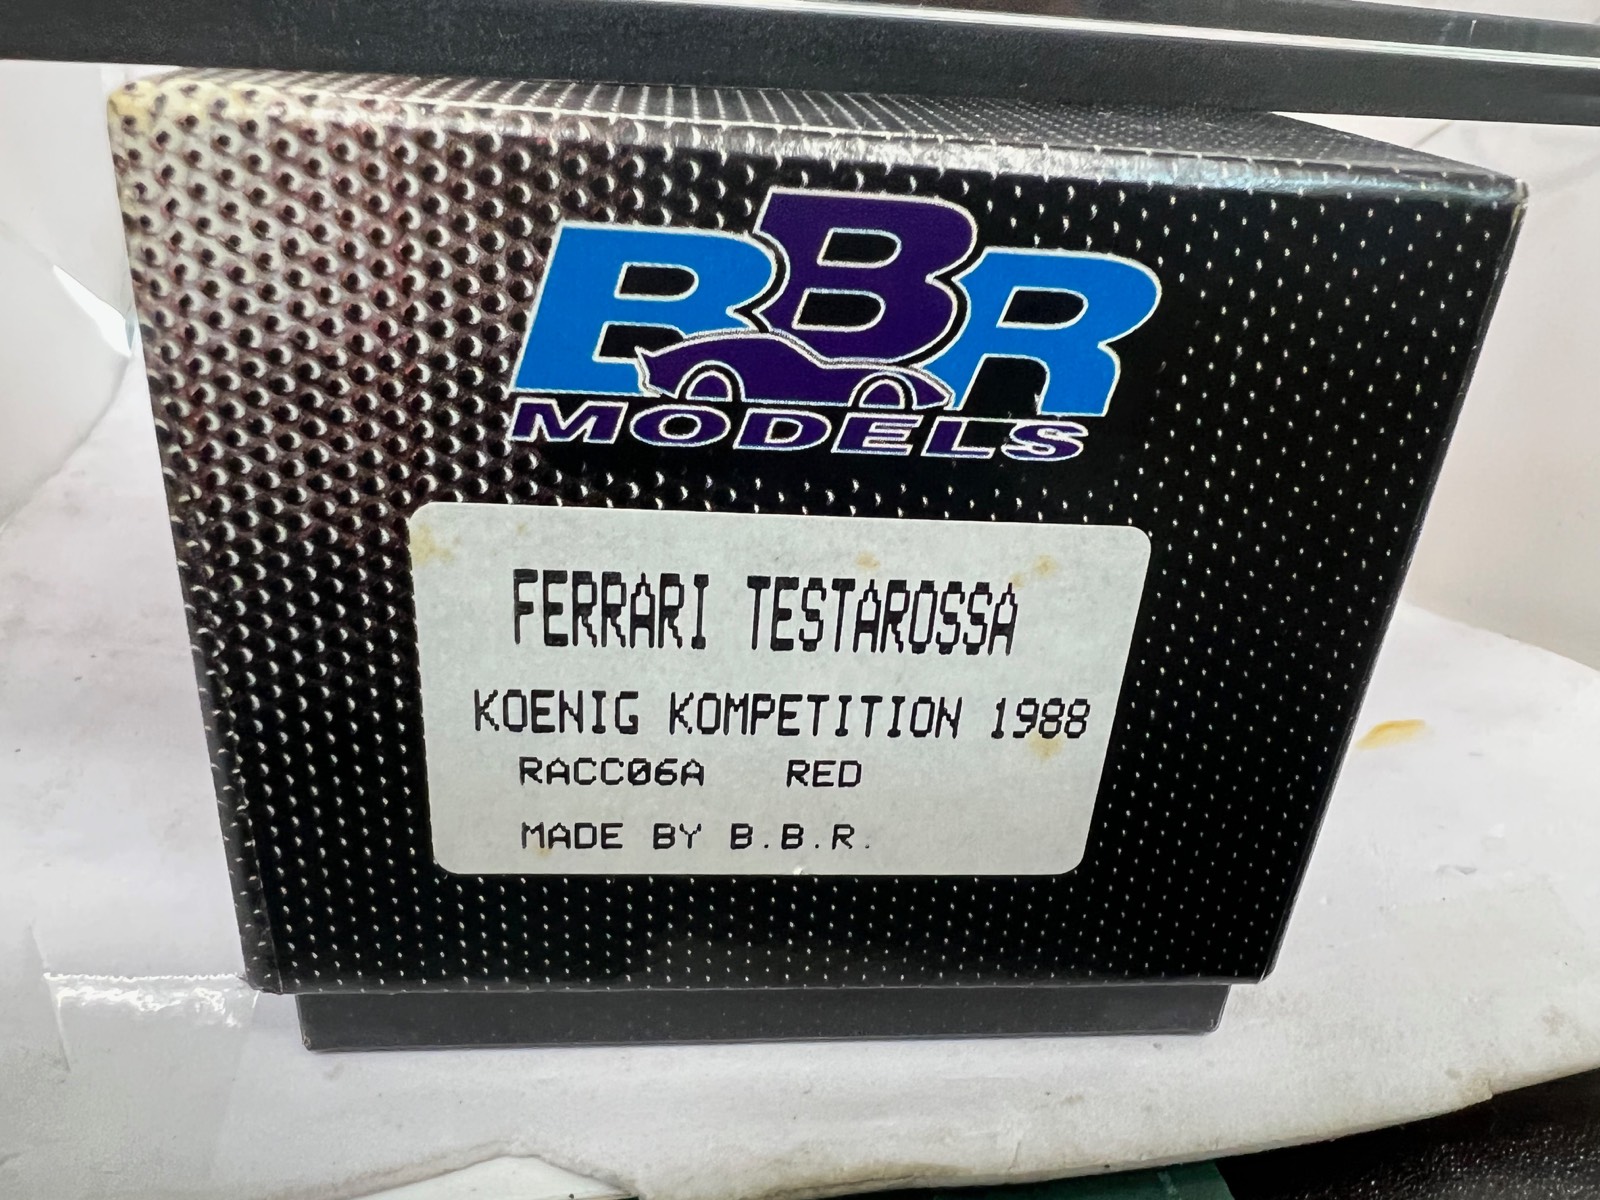 BBR
MODELS
FERRARI TESTAROSSA
KOENIG KOMPETITION 1988
RACC06A RED
MADE BY B.B.R.